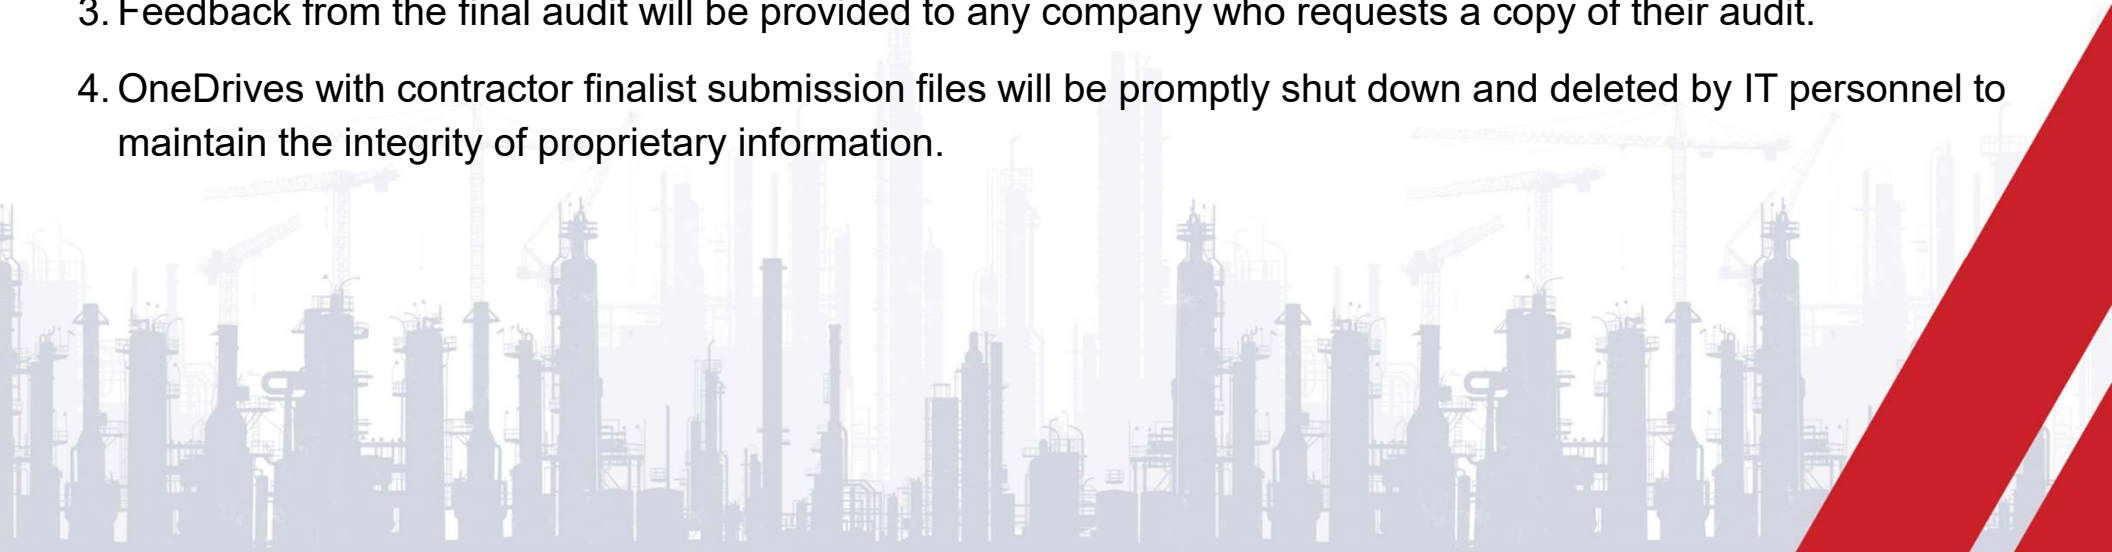 3. Feedback from the final audit will be provided to any company who requests a copy of their audit.
4. OneDrives with contractor finalist submission files will be promptly shut down and deleted by IT personnel to
maintain the integrity of proprietary information.